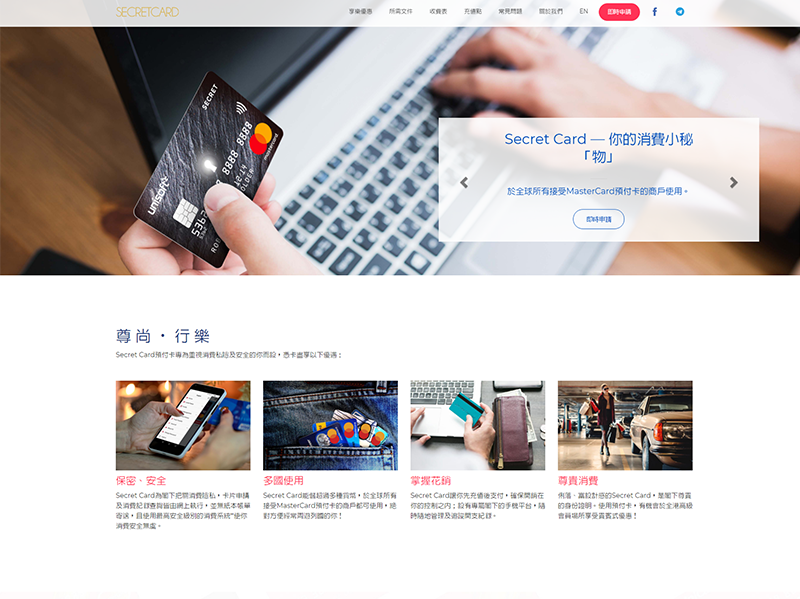 SECRETCARD
享樂優惠 所需文件 收費表 充值點 常見問題 關於我們 EN 即時申請
SECRET
8888 8888
mastercard
unisoft
Secret Card — 你的消費小秘
「物」
於全球所有接受MasterCard預付卡的商戶使用。
即時申請
尊尚・行樂
Secret Card預付卡專為重視消費私隱及安全的你而設，憑卡盡享以下優遇：
保密、安全
Secret Card為閣下把關消費隱私，卡片申請
及消費記錄查詢皆由網上執行，並無紙本帳單
寄送，且使用最高安全級別的消費系統"使你
消費安全無虞。
多國使用
Secret Card能儲超過多種貨幣，於全球所有
接受MasterCard預付卡的商戶都可使用，絕
對方便經常周遊列國的你！
掌握花銷
Secret Card讓你先充值後支付，確保開銷在
你的控制之內；設有專屬閣下的手機平台，隨
時隨地管理及追蹤開支紀錄。
尊貴消費
俐落、富設計感的Secret Card，是閣下尊貴
的身份證明。使用預付卡，有機會於全港高級
會員場所享受貴賓式優惠！